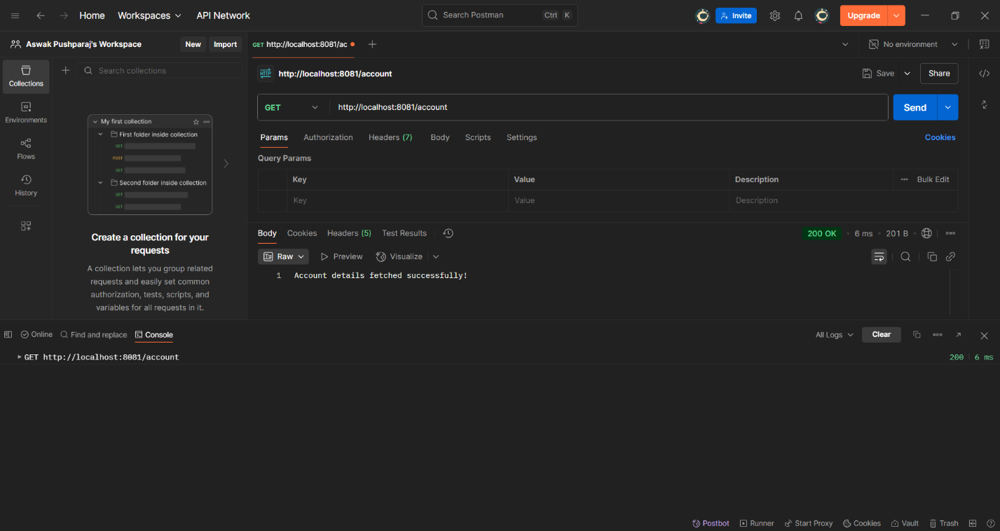 Home Workspaces API Network Search Postman Ctrl K Invite Upgrade
Aswak Pushparaj's Workspace New Import GET http://localhost:8081/ac No environment
Collections
Environments
Flows
History
Search collections
My first collection
First folder inside collection
GET
POST
GET
Second folder inside collection
GET
GET
Create a collection for your
requests
A collection lets you group related
requests and easily set common
authorization, tests, scripts, and
variables for all requests in it.
HTTP http://localhost:8081/account Save Share
GET http://localhost:8081/account Send
Params Authorization Headers (7) Body Scripts Settings Cookies
Query Params
Key Value Description Bulk Edit
Key Value Description
Body Cookies Headers (5) Test Results 200 OK • 6 ms • 201 B •
Raw Preview Visualize
1 Account details fetched successfully!
Online Find and replace Console All Logs Clear
GET http://localhost:8081/account 200 6 ms
Postbot Runner Start Proxy Cookies Vault Trash